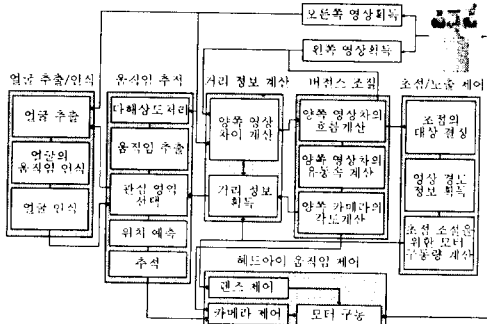 오른쪽 영상획득
왼쪽 영상획득
얼굴 추출/인식
움직임 추적
거리 정보 계산
버전스 조절
초점/노출 제어
얼굴 추출
얼굴의
움직임 인식
얼굴 인식
다해상도처리
움직임 추출
관심 영역
선택
위치 예측
추적
양쪽 영상
차이 계산
거리 정보
획득
양쪽 영상차의
흐름계산
양쪽 영상차의
유동속 계산
양쪽 카메라의
각도계산
초점의
대상 결정
영상 정도
정보 획득
초점 조절을
위한 모터
구동량 계산
헤드아이 움직임 제어
렌즈 제어
카메라 제어
모터 구동